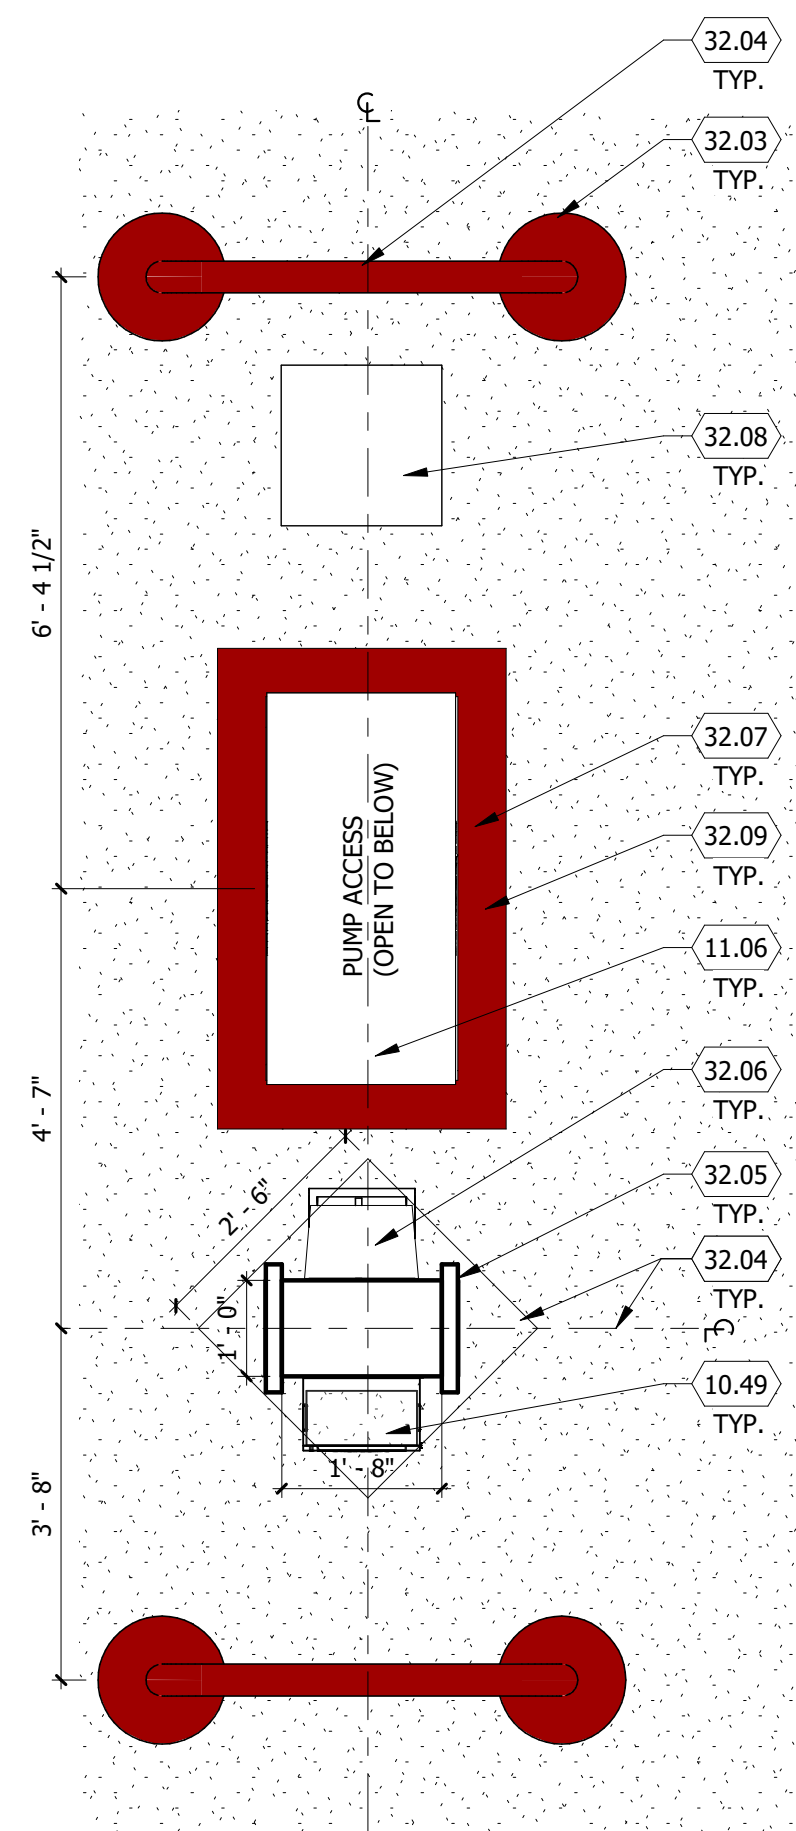 32.04
TYP.
℄
32.03
TYP.
32.08
TYP.
6' - 4 1/2"
32.07
TYP.
PUMP ACCESS
(OPEN TO BELOW)
32.09
TYP.
11.06
TYP.
32.06
TYP.
4' - 7"
2' - 6"
32.05
TYP.
32.04
TYP.
1' - 0"
℄
10.49
TYP.
1' - 8"
3' - 8"